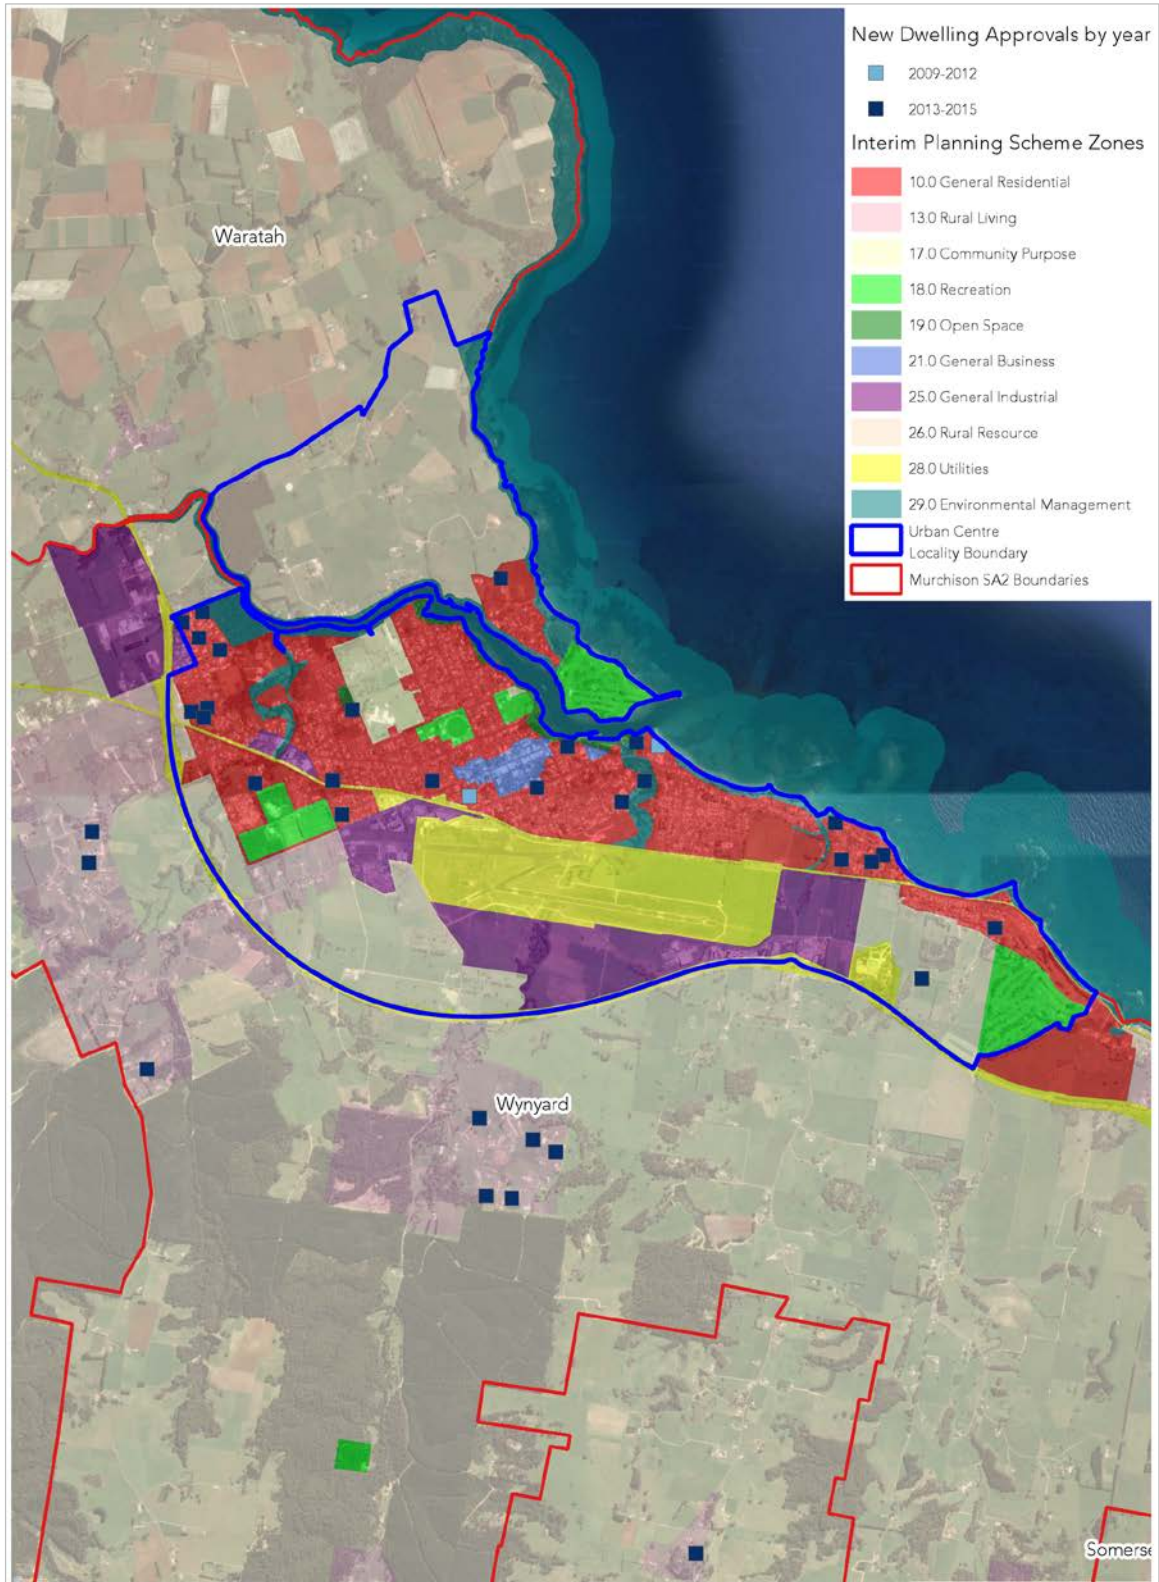 New Dwelling Approvals by year
2009-2012
2013-2015
Interim Planning Scheme Zones
10.0 General Residential
13.0 Rural Living
17.0 Community Purpose
18.0 Recreation
19.0 Open Space
21.0 General Business
25.0 General Industrial
26.0 Rural Resource
28.0 Utilities
29.0 Environmental Management
Urban Centre
Locality Boundary
Murchison SA2 Boundaries
Waratah
Wynyard
Somerse